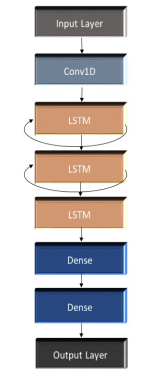 Input Layer
Conv1D
LSTM
LSTM
LSTM
Dense
Dense
Output Layer